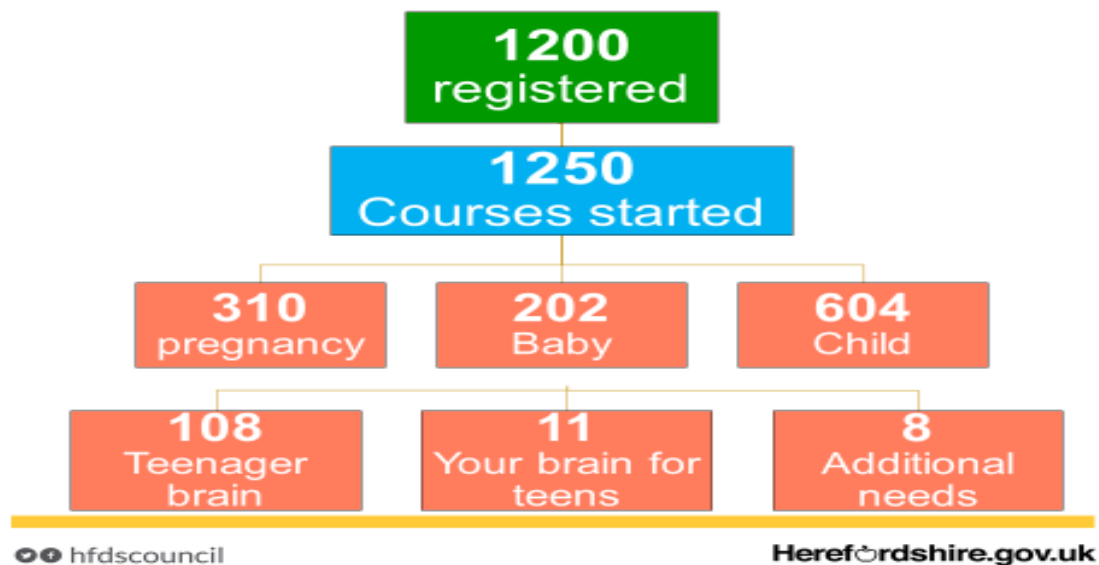 1200
registered
1250
Courses started
310
pregnancy
202
Baby
604
Child
108
Teenager
brain
11
Your brain for
teens
8
Additional
needs
hfdscouncil
Herefordshire.gov.uk